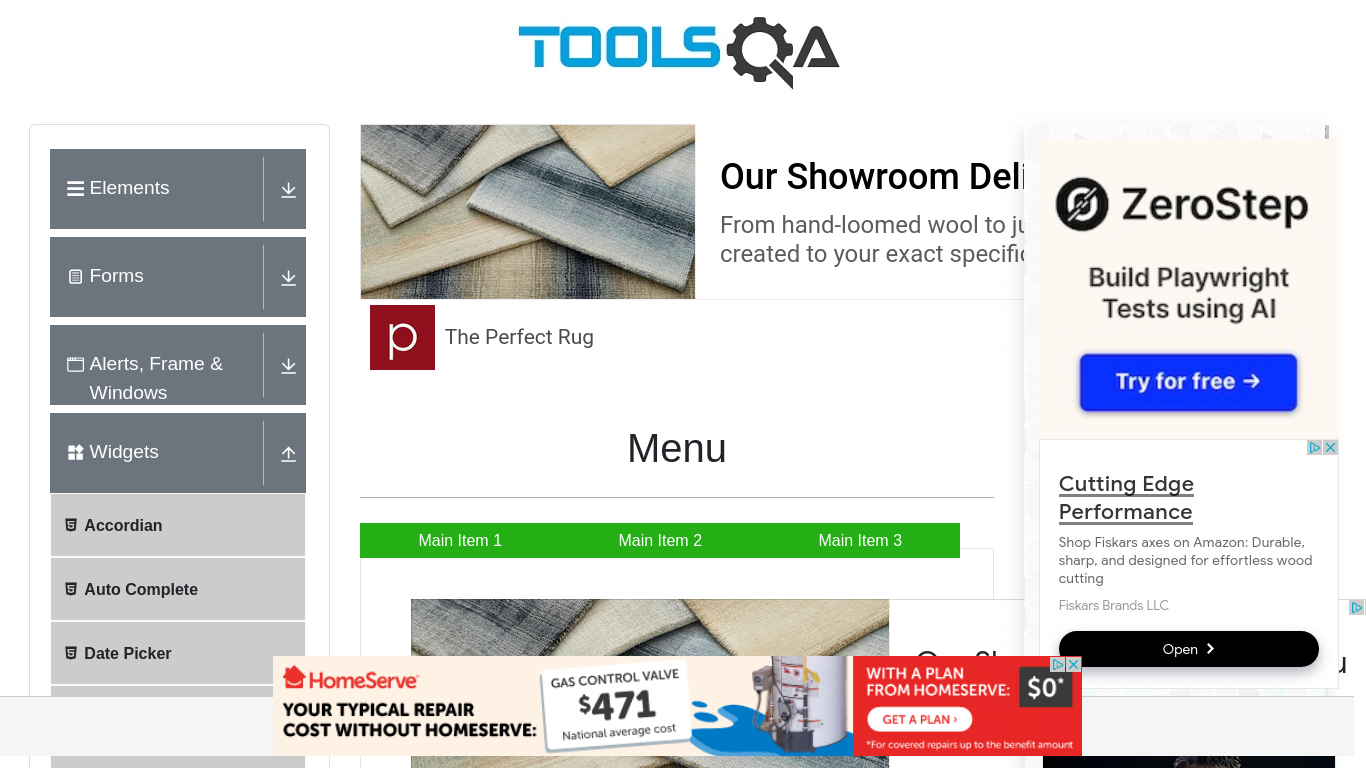 TOOLSQA
Elements
Forms
Alerts, Frame &
Windows
Widgets
Accordian
Auto Complete
Date Picker
Our Showroom Deli
From hand-loomed wool to ju
created to your exact specific
p
The Perfect Rug
Menu
Main Item 1
Main Item 2
Main Item 3
ZeroStep
Build Playwright
Tests using AI
Try for free →
Cutting Edge
Performance
Shop Fiskars axes on Amazon: Durable,
sharp, and designed for effortless wood
cutting
Fiskars Brands LLC
Open
HomeServe
YOUR TYPICAL REPAIR
COST WITHOUT HOMESERVE:
GAS CONTROL VALVE
$471
National average cost
WITH A PLAN
FROM HOMESERVE:
$0*
GET A PLAN ›
*For covered repairs up to the benefit amount